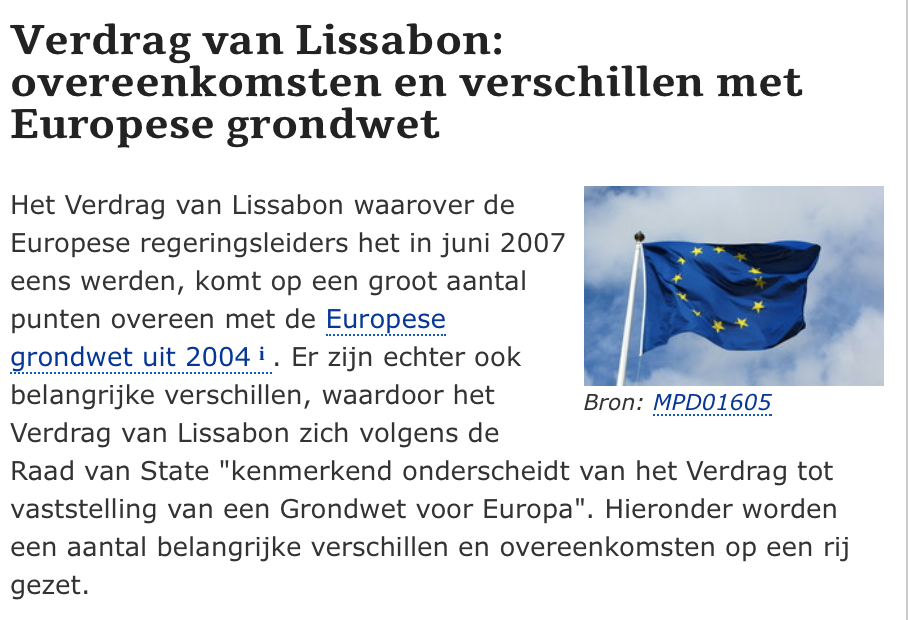 Verdrag van Lissabon:
overeenkomsten en verschillen met
Europese grondwet
Het Verdrag van Lissabon waarover de
Europese regeringsleiders het in juni 2007
eens werden, komt op een groot aantal
punten overeen met de Europese
grondwet uit 2004 i. Er zijn echter ook
belangrijke verschillen, waardoor het
Verdrag van Lissabon zich volgens de
Raad van State "kenmerkend onderscheidt van het Verdrag tot
vaststelling van een Grondwet voor Europa". Hieronder worden
een aantal belangrijke verschillen en overeenkomsten op een rij
gezet.
Bron: MPD01605